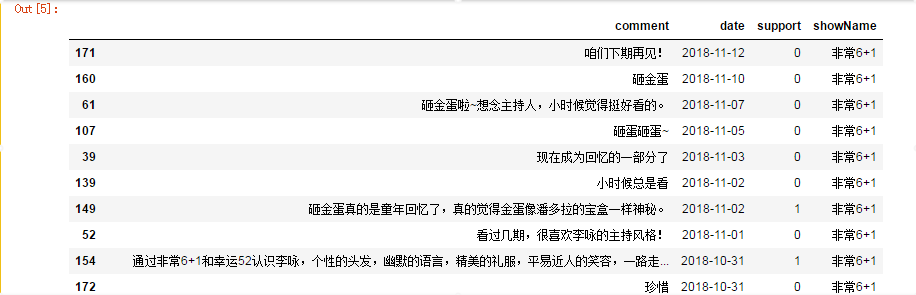 Out[5]:
comment date support showName
171 咱们下期再见！ 2018-11-12 0 非常6+1
160 砸金蛋 2018-11-10 0 非常6+1
61 砸金蛋啦~想念主持人，小时候觉得挺好看的。 2018-11-07 0 非常6+1
107 砸蛋砸蛋~ 2018-11-05 0 非常6+1
39 现在成为回忆的一部分了 2018-11-03 0 非常6+1
139 小时候总是看 2018-11-02 0 非常6+1
149 砸金蛋真的是童年回忆了，真的觉得金蛋像潘多拉的宝盒一样神秘。 2018-11-02 1 非常6+1
52 看过几期，很喜欢李咏的主持风格！ 2018-11-01 0 非常6+1
154 通过非常6+1和幸运52认识李咏，个性的头发，幽默的语言，精美的礼服，平易近人的笑容，一路走... 2018-10-31 1 非常6+1
172 珍惜 2018-10-31 0 非常6+1